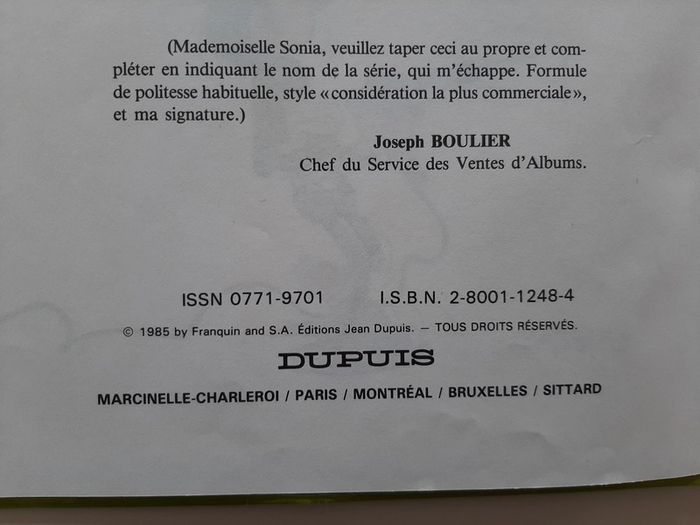 (Mademoiselle Sonia, veuillez taper ceci au propre et com-
pléter en indiquant le nom de la série, qui m'échappe. Formule
de politesse habituelle, style «considération la plus commerciale»,
et ma signature.)
Joseph BOULIER
Chef du Service des Ventes d'Albums.
ISSN 0771-9701 I.S.B.N. 2-8001-1248-4
© 1985 by Franquin and S.A. Éditions Jean Dupuis. — TOUS DROITS RÉSERVÉS.
DUPUIS
MARCINELLE-CHARLEROI / PARIS / MONTRÉAL / BRUXELLES / SITTARD